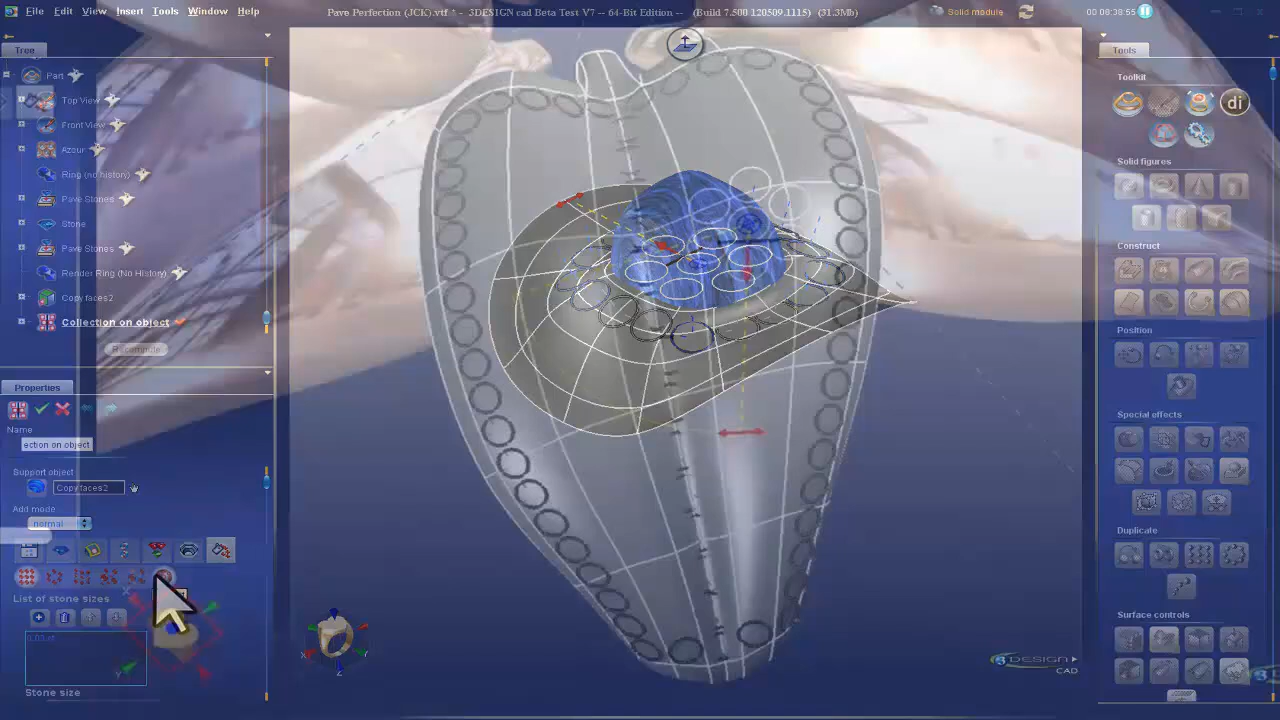 File Edit View Insert Tools Window Help
Pave Perfection (JCK).vtf * - 3DESIGN cad Beta Test V7 -- 64-Bit Edition -- (Build 7.500 120509.1115) (31.3Mb)
Solid module
00:08:38:55
Tree
Part
Top View
Front View
Azour
Ring (no history)
Pave Stones
Stone
Pave Stones
Render Ring (No History)
Copy faces2
Collection on object
Recompute
Properties
Name
ection on object
Support object
Copy faces2
Add mode
normal
List of stone sizes
Stone size
X
Y
Z
3DESIGN
CAD
Tools
Toolkit
di
Solid figures
Construct
Position
Special effects
Duplicate
Surface controls